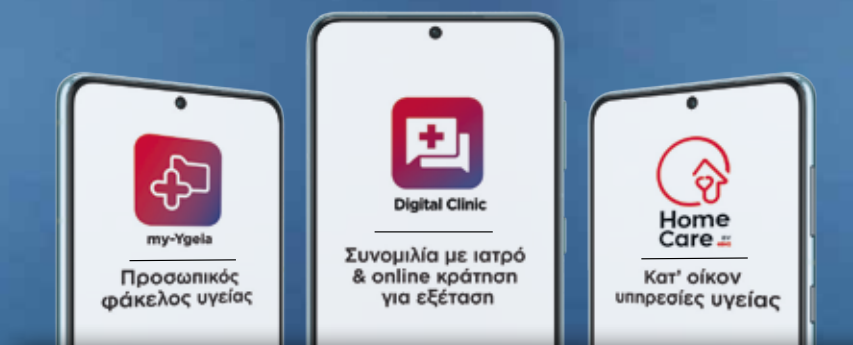 my-Ygeia
Προσωπικός
φάκελος υγείας
Digital Clinic
Συνομιλία με ιατρό
& online κράτηση
για εξέταση
Home
Care
Κατ' οίκον
υπηρεσίες υγείας